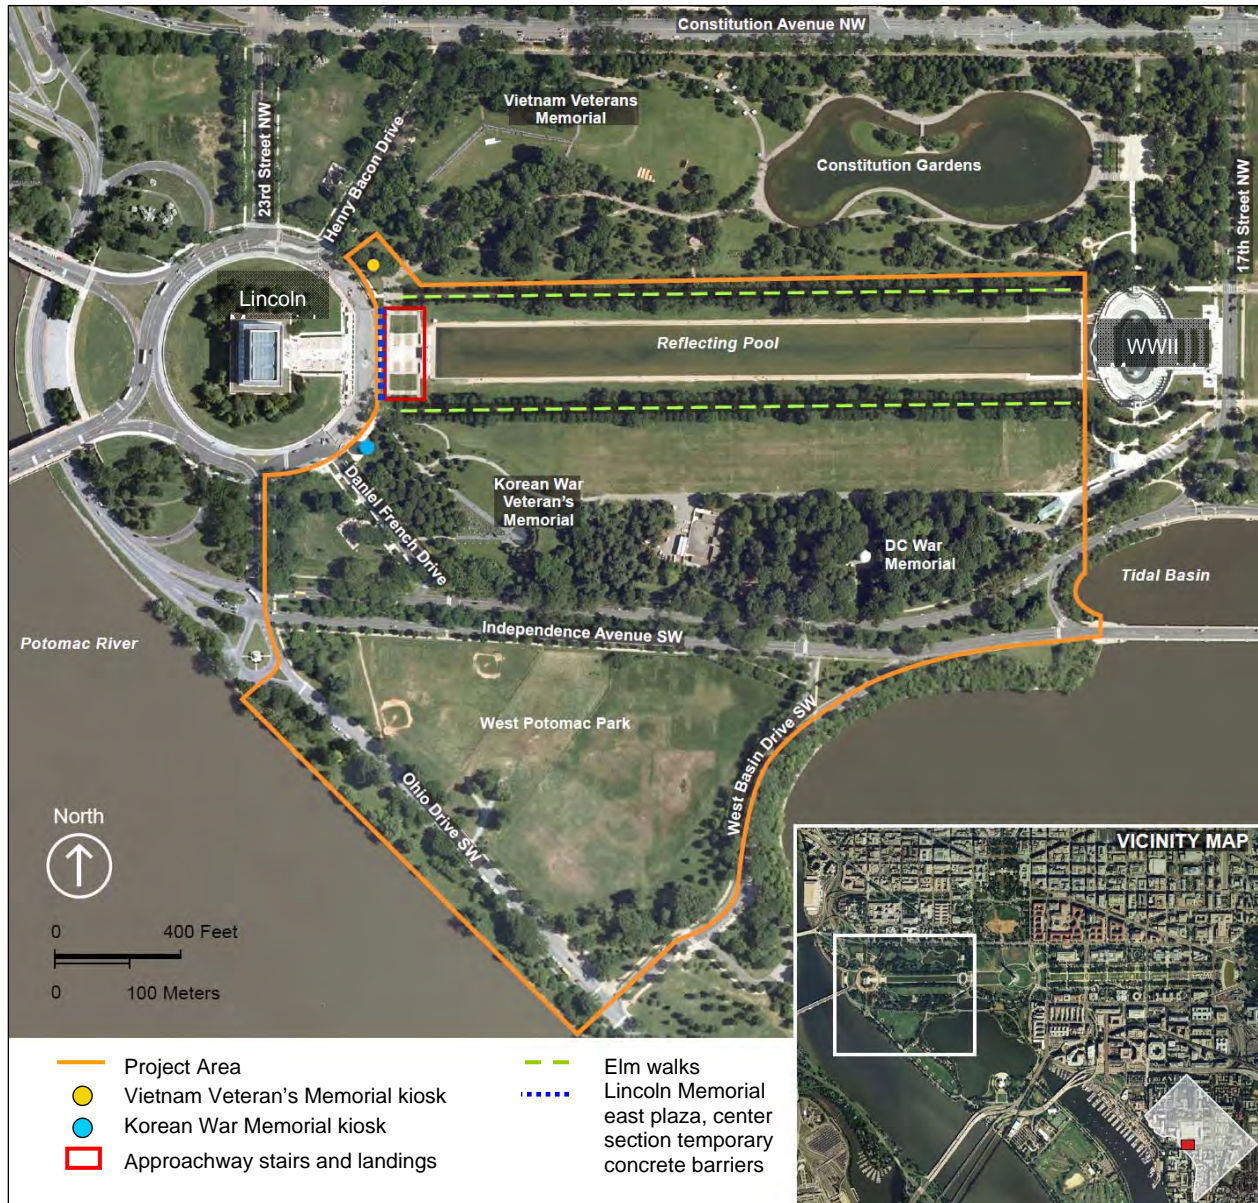 Constitution Avenue NW
Vietnam Veterans
Memorial
Constitution Gardens
23rd Street NW
Henry Bacon Drive
17th Street NW
Lincoln
Reflecting Pool
WWII
Korean War
Veteran's
Memorial
Daniel French Drive
DC War
Memorial
Tidal Basin
Independence Avenue SW
Potomac River
West Potomac Park
West Basin Drive SW
Ohio Drive SW
North
0 400 Feet
0 100 Meters
VICINITY MAP
Project Area
Vietnam Veteran's Memorial kiosk
Korean War Memorial kiosk
Approachway stairs and landings
Elm walks
Lincoln Memorial
east plaza, center
section temporary
concrete barriers